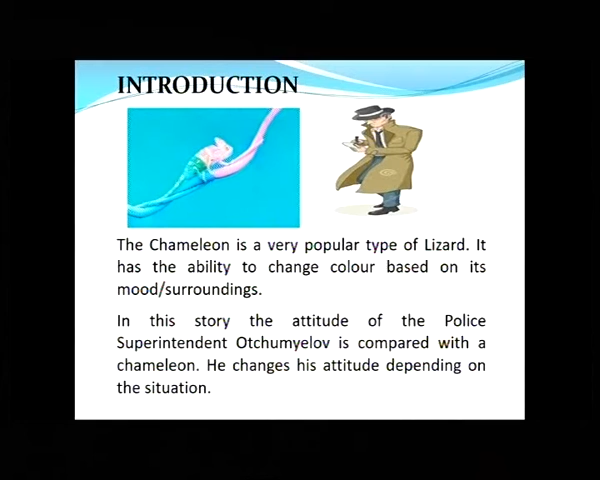 INTRODUCTION
The Chameleon is a very popular type of Lizard. It
has the ability to change colour based on its
mood/surroundings.
In this story the attitude of the Police
Superintendent Otchumyelov is compared with a
chameleon. He changes his attitude depending on
the situation.